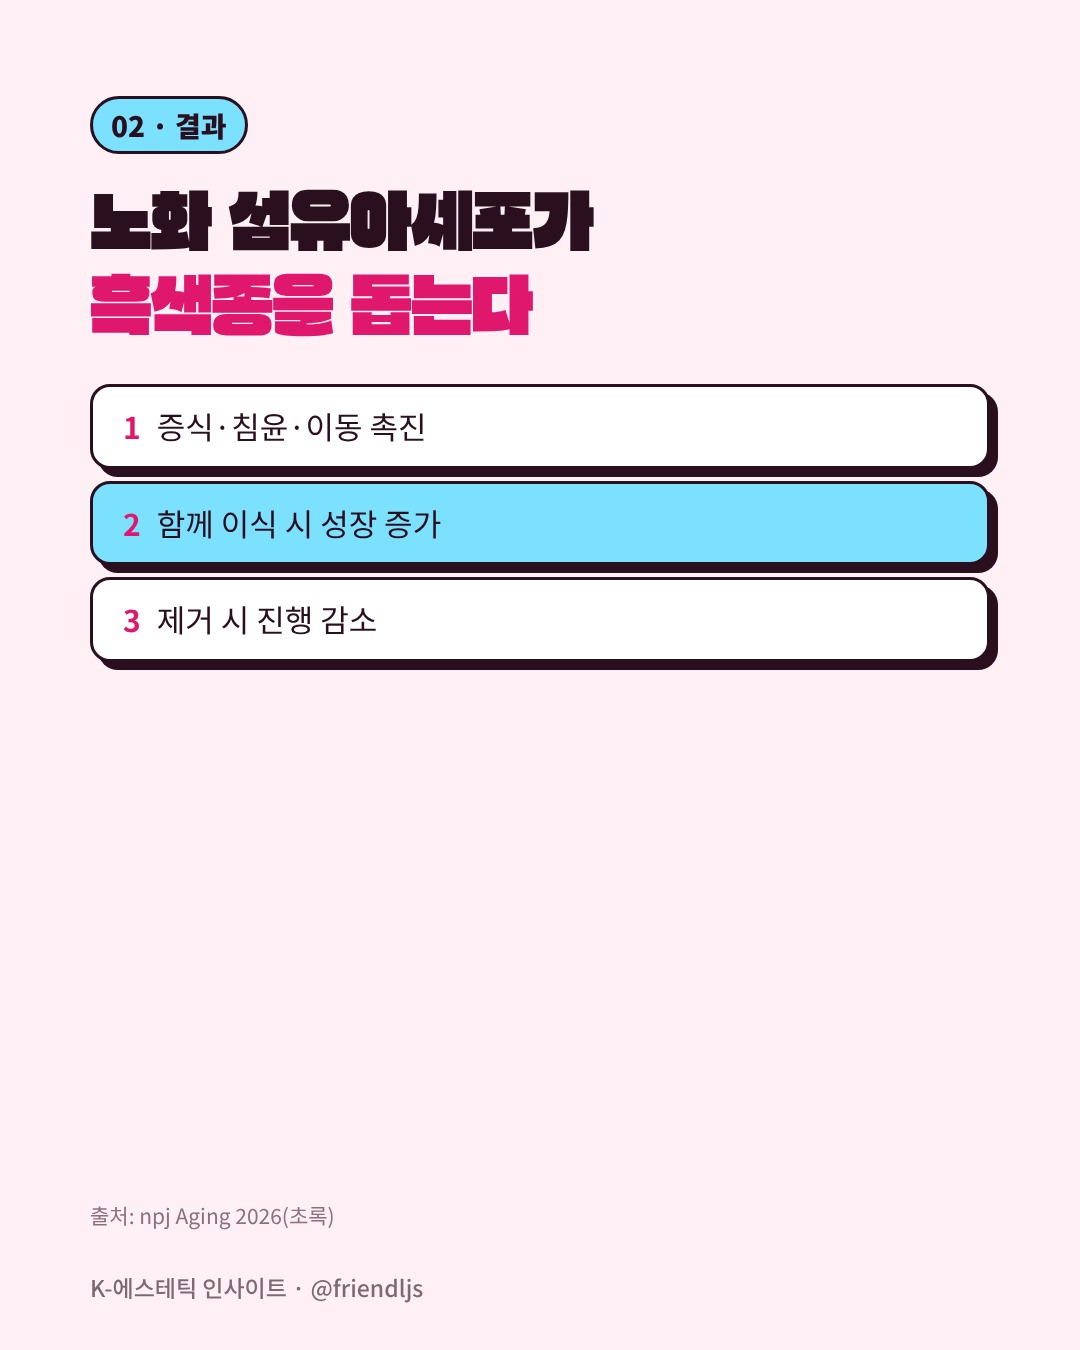 02 · 결과
노화 섬유아세포가
흑색종을 돕는다
1 증식·침윤·이동 촉진
2 함께 이식 시 성장 증가
3 제거 시 진행 감소
출처: npj Aging 2026(초록)
K-에스테틱 인사이트 · @friendljs